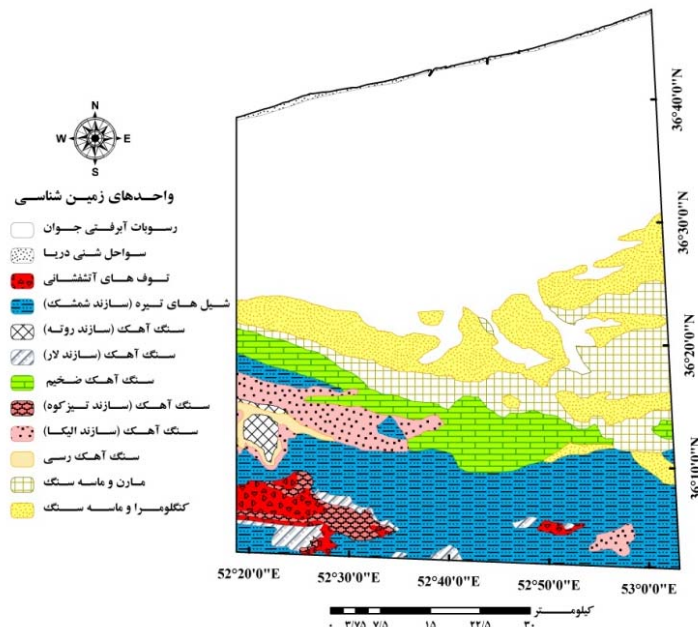 N
W E
S
واحدهای زمین شناسی
رسوبات آبرفتی جوان
سواحل شنی دریا
توف های آتشفشانی
شیل های تیره (سازند شمشک)
سنگ آهک (سازند روته)
سنگ آهک (سازند لار)
سنگ آهک ضخیم
سنگ آهک (سازند تیزکوه)
سنگ آهک (سازند الیکا)
سنگ آهک رسی
مارن و ماسه سنگ
کنگلومرا و ماسه سنگ
36°40'0"N
36°30'0"N
36°20'0"N
36°10'0"N
52°20'0"E 52°30'0"E 52°40'0"E 52°50'0"E 53°0'0"E
کیلومتر
۰ ۳/۷۵ ۷/۵ ۱۵ ۲۲/۵ ۳۰